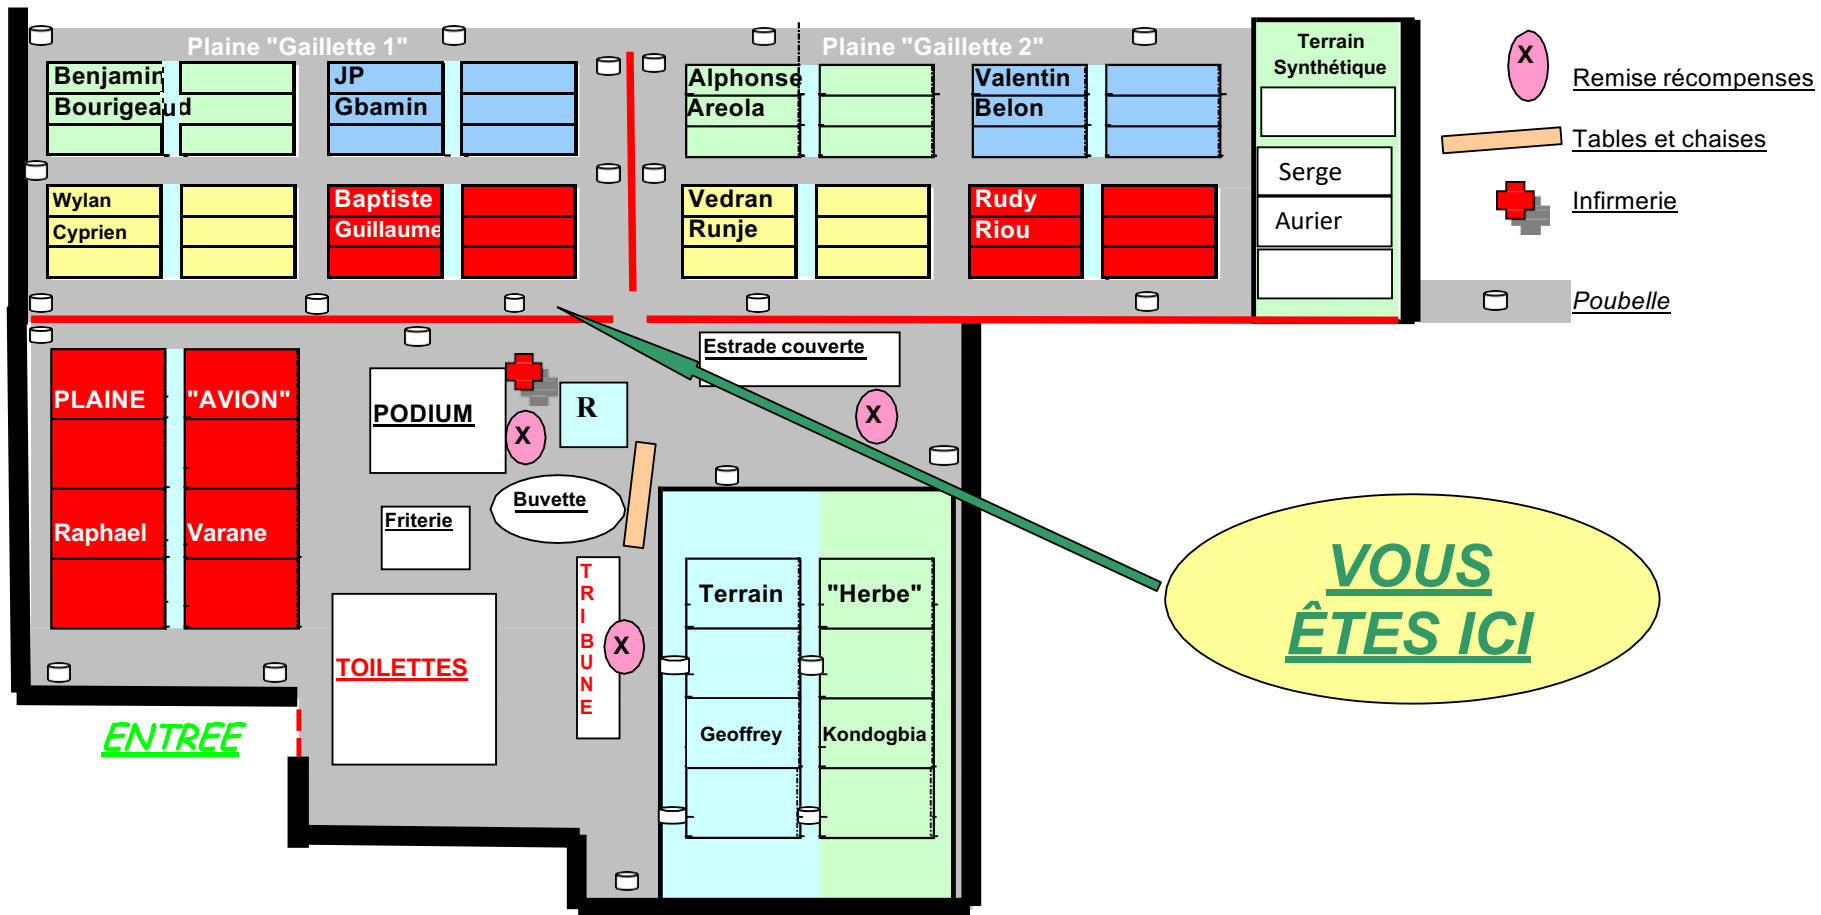 Plaine "Gaillette 1"
Plaine "Gaillette 2"
Terrain
Synthétique
X
Remise récompenses
Benjamin
Bourigeaud
JP
Gbamin
Alphonse
Areola
Valentin
Belon
Tables et chaises
Serge
Aurier
Infirmerie
Wylan
Cyprien
Baptiste
Guillaume
Vedran
Runje
Rudy
Riou
Poubelle
Estrade couverte
PLAINE "AVION"
PODIUM
R
X
X
Buvette
Friterie
Raphael Varane
TRIBUNE
X
TOILETTES
Terrain "Herbe"
Geoffrey Kondogbia
VOUS
ÊTES ICI
ENTREE